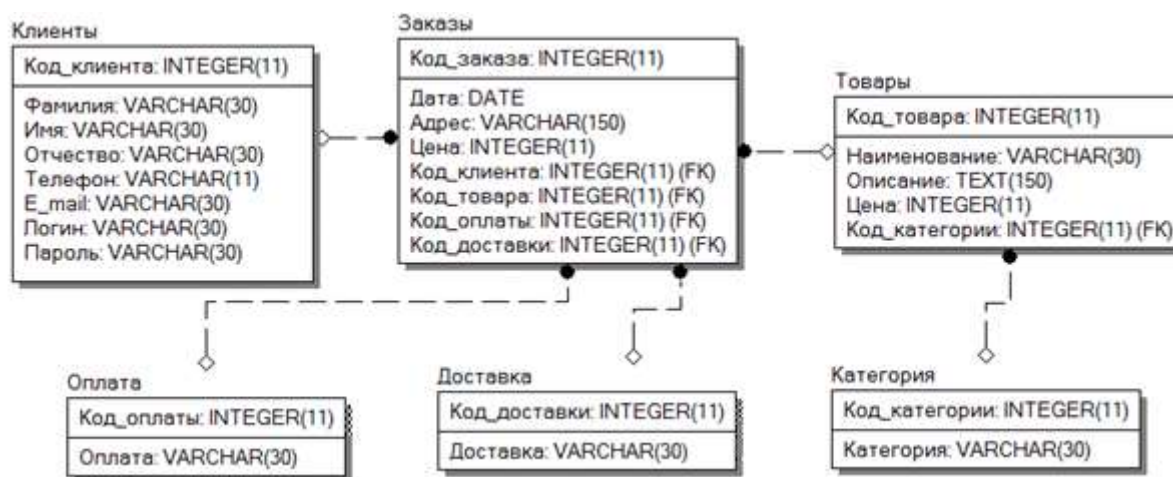 Клиенты
Код_клиента: INTEGER(11)
Фамилия: VARCHAR(30)
Имя: VARCHAR(30)
Отчество: VARCHAR(30)
Телефон: VARCHAR(11)
E_mail: VARCHAR(30)
Логин: VARCHAR(30)
Пароль: VARCHAR(30)
Заказы
Код_заказа: INTEGER(11)
Дата: DATE
Адрес: VARCHAR(150)
Цена: INTEGER(11)
Код_клиента: INTEGER(11) (FK)
Код_товара: INTEGER(11) (FK)
Код_оплаты: INTEGER(11) (FK)
Код_доставки: INTEGER(11) (FK)
Товары
Код_товара: INTEGER(11)
Наименование: VARCHAR(30)
Описание: TEXT(150)
Цена: INTEGER(11)
Код_категории: INTEGER(11) (FK)
Оплата
Код_оплаты: INTEGER(11)
Оплата: VARCHAR(30)
Доставка
Код_доставки: INTEGER(11)
Доставка: VARCHAR(30)
Категория
Код_категории: INTEGER(11)
Категория: VARCHAR(30)